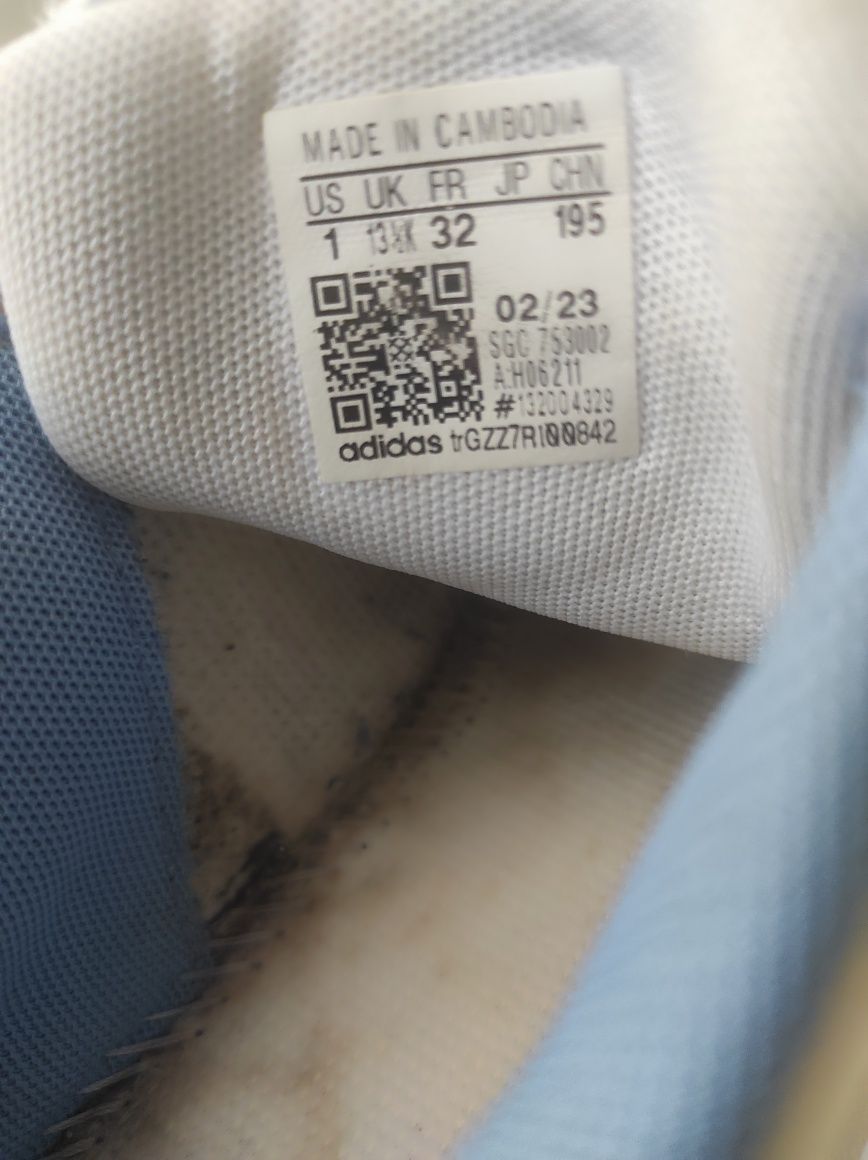 MADE IN CAMBODIA
US UK FR JP CHN
1 13½K 32 195
02/23
SGC 753002
A:H06211
#132004329
adidas trGZZ7RI00842